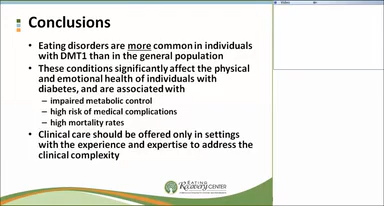 Conclusions
• Eating disorders are more common in individuals
with DMT1 than in the general population
• These conditions significantly affect the physical
and emotional health of individuals with
diabetes, and are associated with
– impaired metabolic control
– high risk of medical complications
– high mortality rates
• Clinical care should be offered only in settings
with the experience and expertise to address the
clinical complexity
EATING
Recovery CENTER